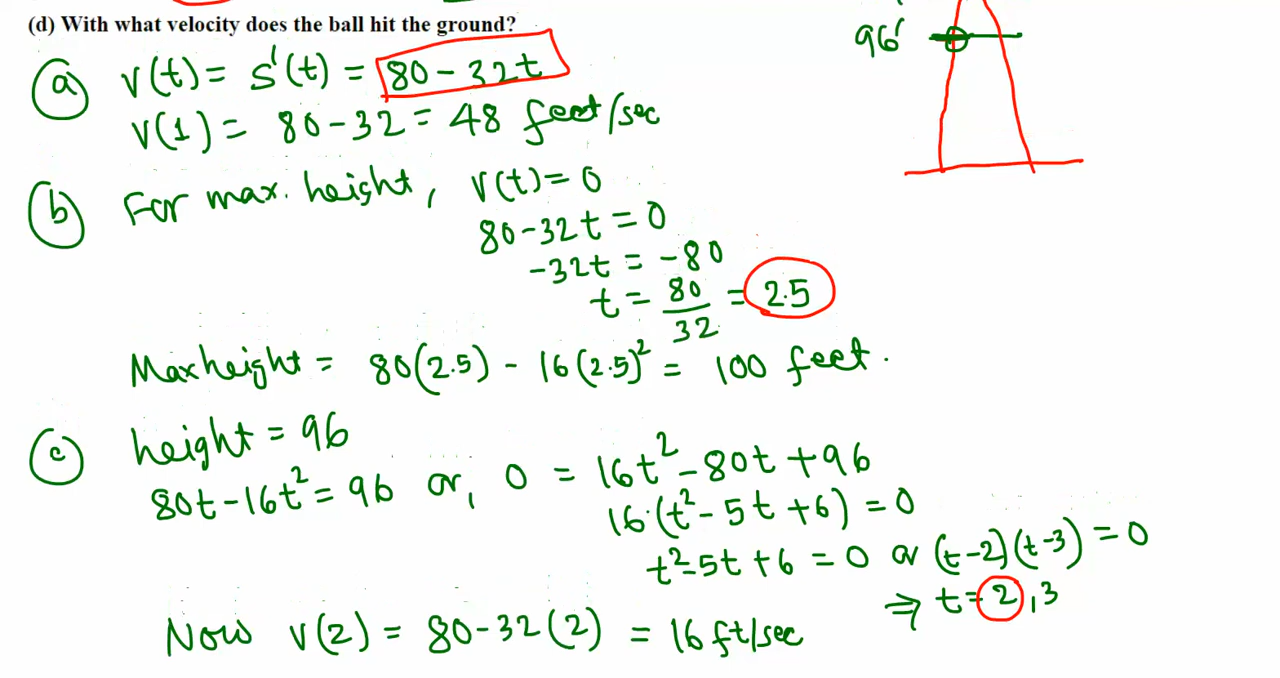 (d) With what velocity does the ball hit the ground?
96'
(a) v(t) = s'(t) = 80 - 32t
v(1) = 80 - 32 = 48 feet/sec
(b) For max. height, v(t) = 0
80 - 32t = 0
-32t = -80
t = 80/32 = 2.5
Max height = 80(2.5) - 16(2.5)² = 100 feet.
(c) height = 96
80t - 16t² = 96 or, 0 = 16t² - 80t + 96
16·(t² - 5t + 6) = 0
t² - 5t + 6 = 0 or (t-2)(t-3) = 0
⇒ t = 2, 3
Now v(2) = 80 - 32(2) = 16 ft/sec